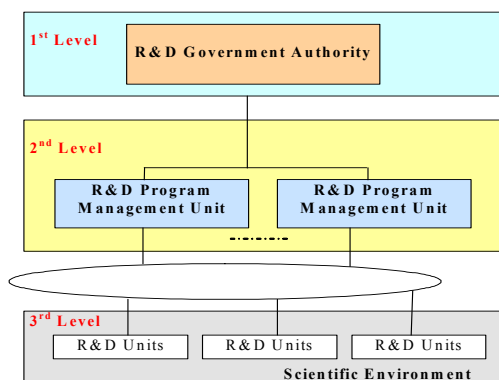 1st Level
R&D Government Authority
2nd Level
R&D Program
Management Unit
R&D Program
Management Unit
3rd Level
R&D Units
R&D Units
R&D Units
Scientific Environment